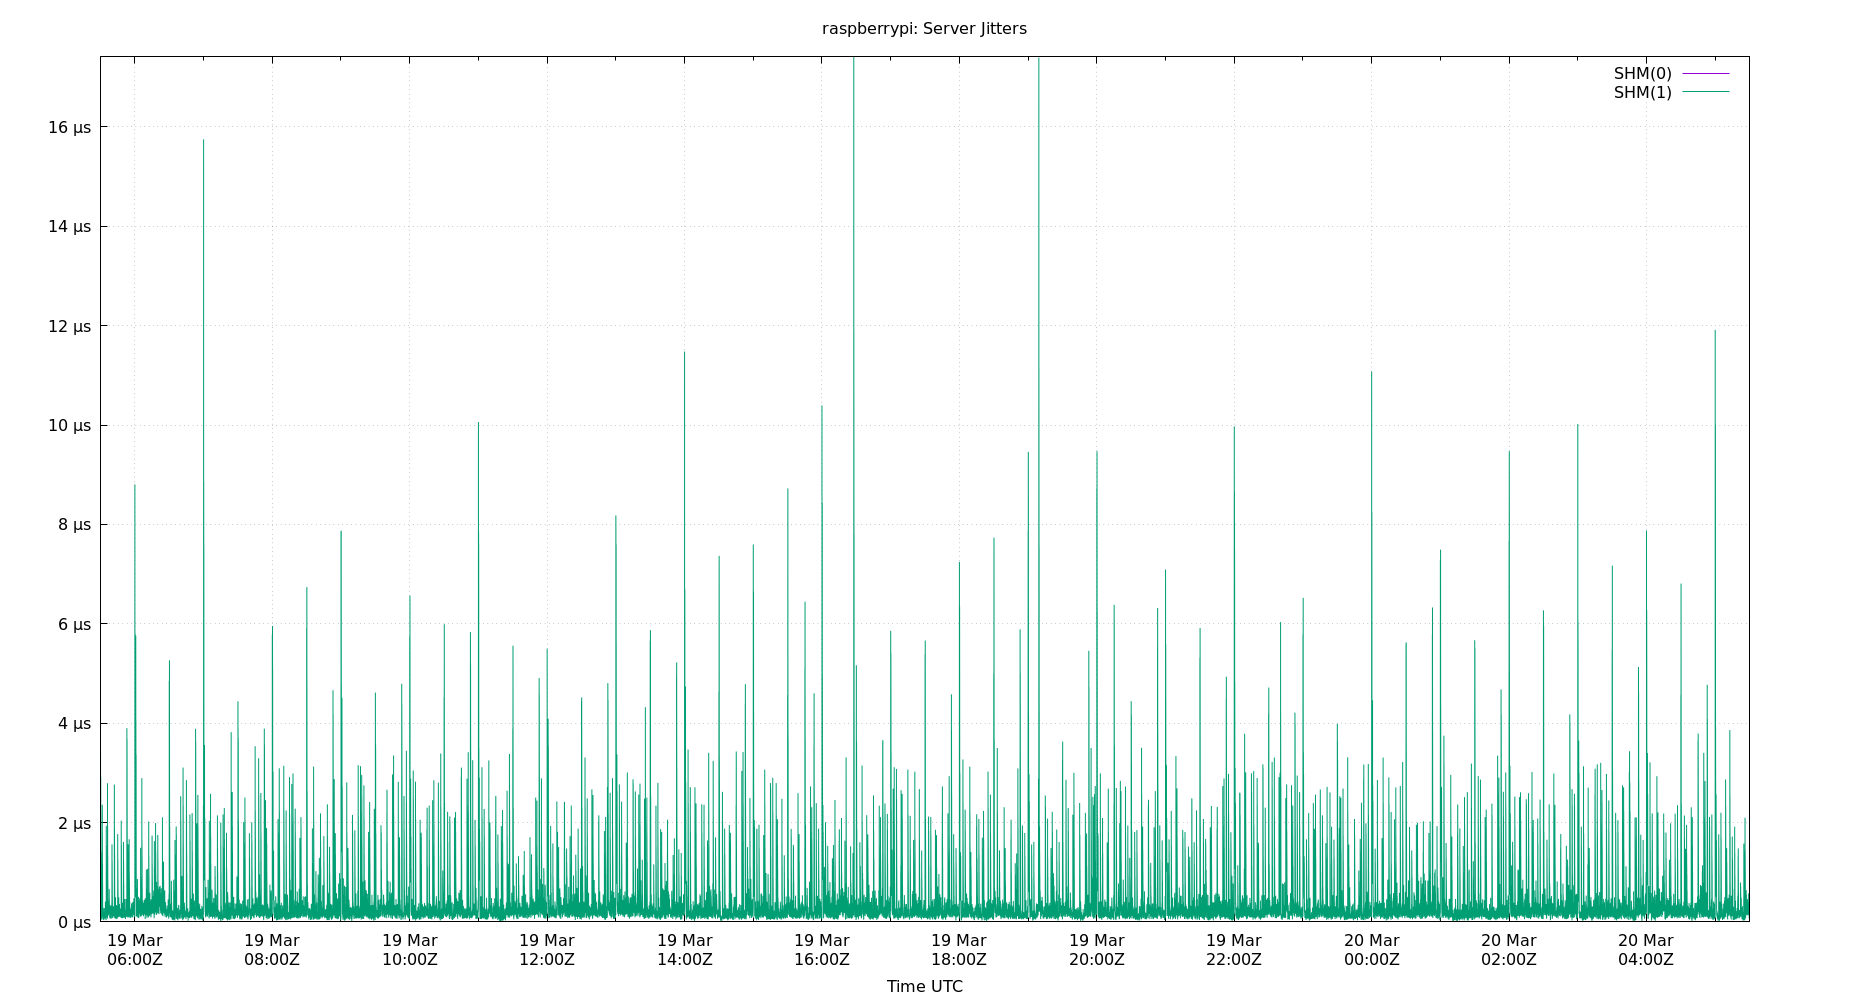 raspberrypi: Server Jitters
SHM(0)
SHM(1)
16 µs
14 µs
12 µs
10 µs
8 µs
6 µs
4 µs
2 µs
0 µs
19 Mar 19 Mar 19 Mar 19 Mar 19 Mar 19 Mar 19 Mar 19 Mar 19 Mar 20 Mar 20 Mar 20 Mar
06:00Z 08:00Z 10:00Z 12:00Z 14:00Z 16:00Z 18:00Z 20:00Z 22:00Z 00:00Z 02:00Z 04:00Z
Time UTC